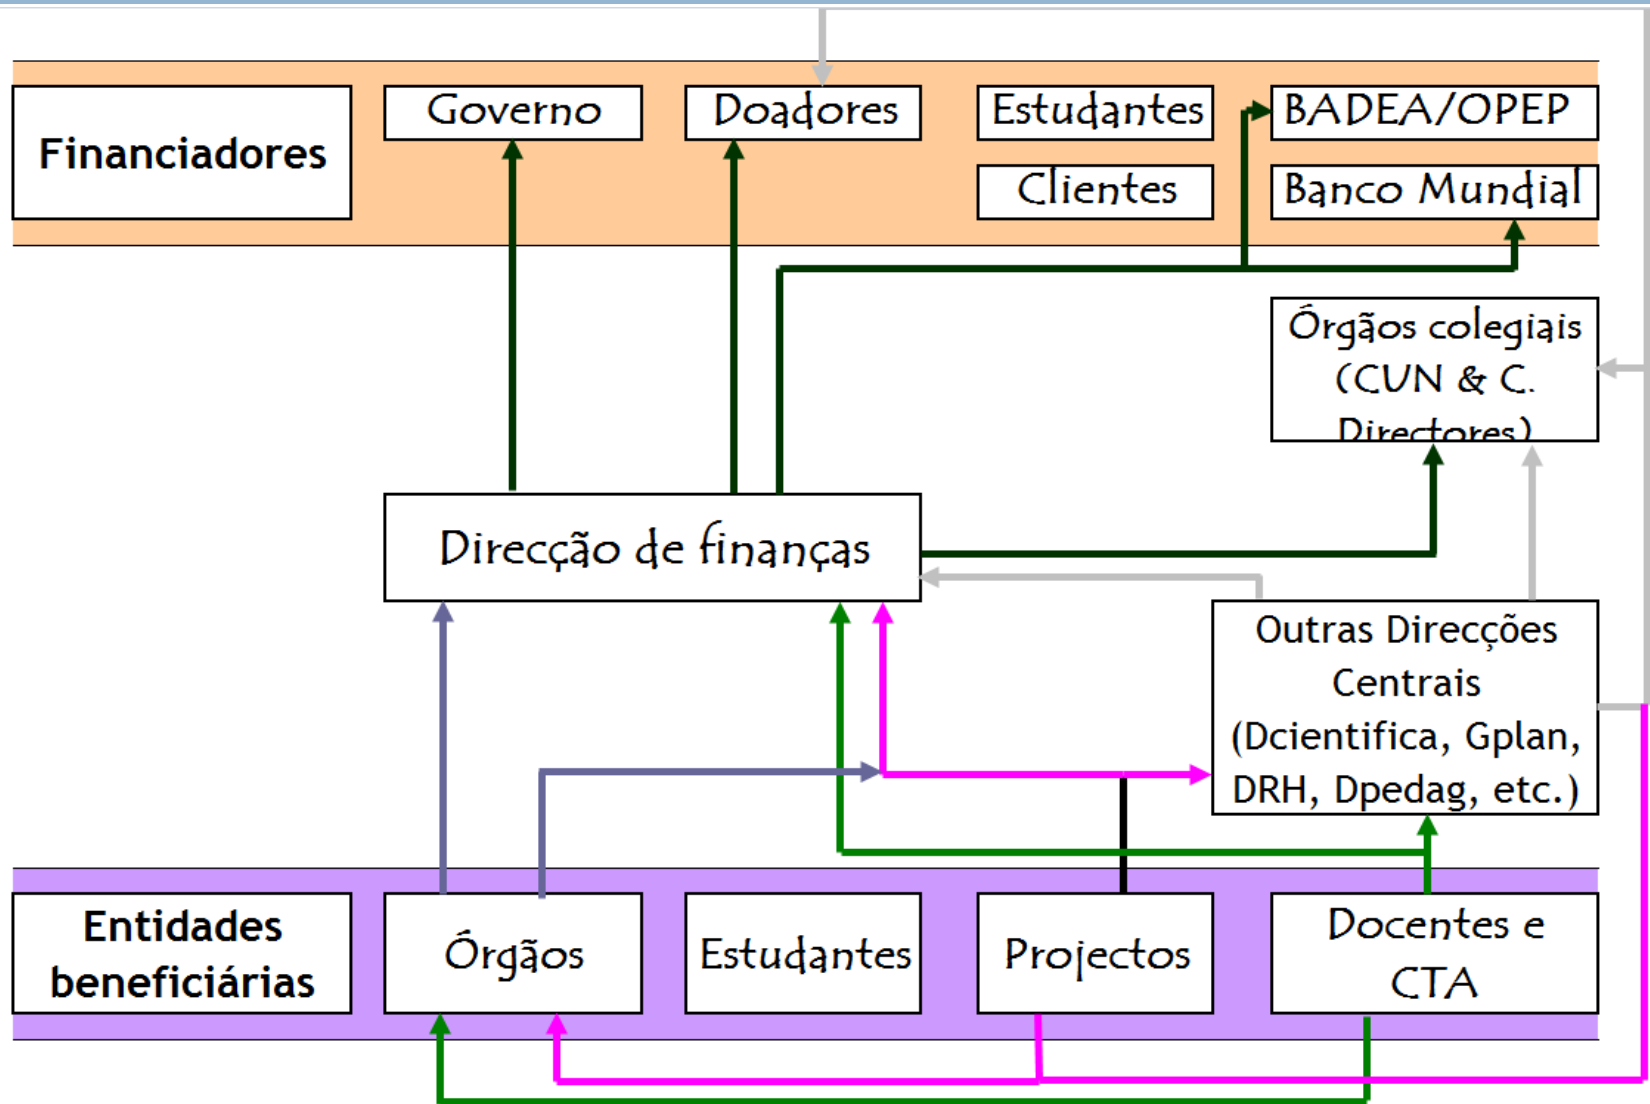 Financiadores
Governo
Doadores
Estudantes
BADEA/OPEP
Clientes
Banco Mundial
Órgãos colegiais
(CUN & C.
Directores)
Direcção de finanças
Outras Direcções
Centrais
(Dcientifica, Gplan,
DRH, Dpedag, etc.)
Entidades
beneficiárias
Órgãos
Estudantes
Projectos
Docentes e
CTA